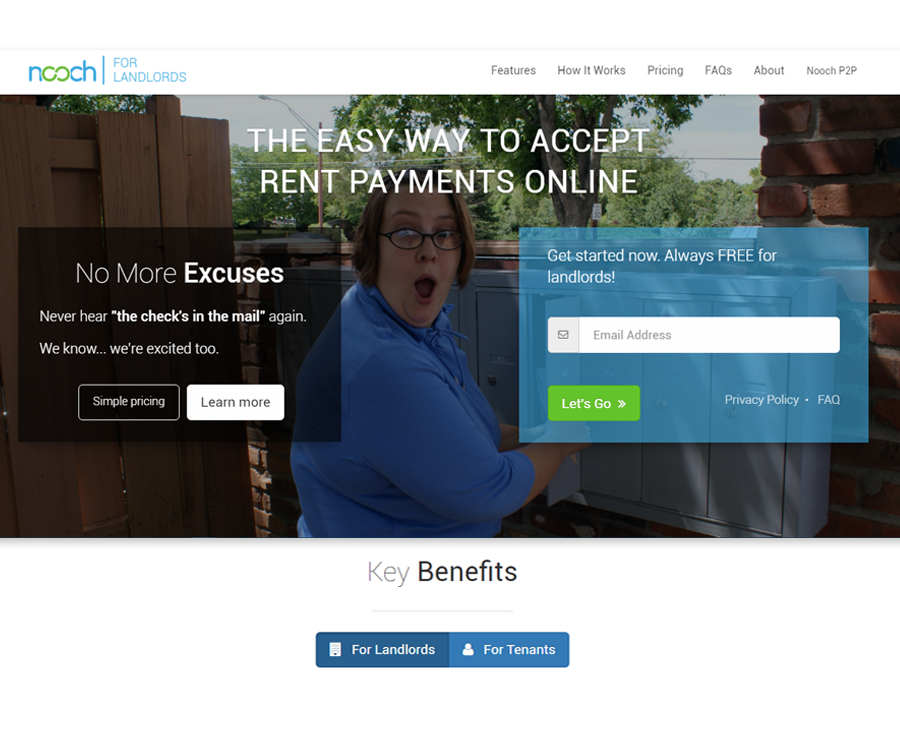 nooch FOR
LANDLORDS
Features How It Works Pricing FAQs About Nooch P2P
THE EASY WAY TO ACCEPT
RENT PAYMENTS ONLINE
No More Excuses
Never hear "the check's in the mail" again.
We know... we're excited too.
Simple pricing Learn more
Get started now. Always FREE for
landlords!
Email Address
Let's Go »
Privacy Policy • FAQ
Key Benefits
For Landlords For Tenants